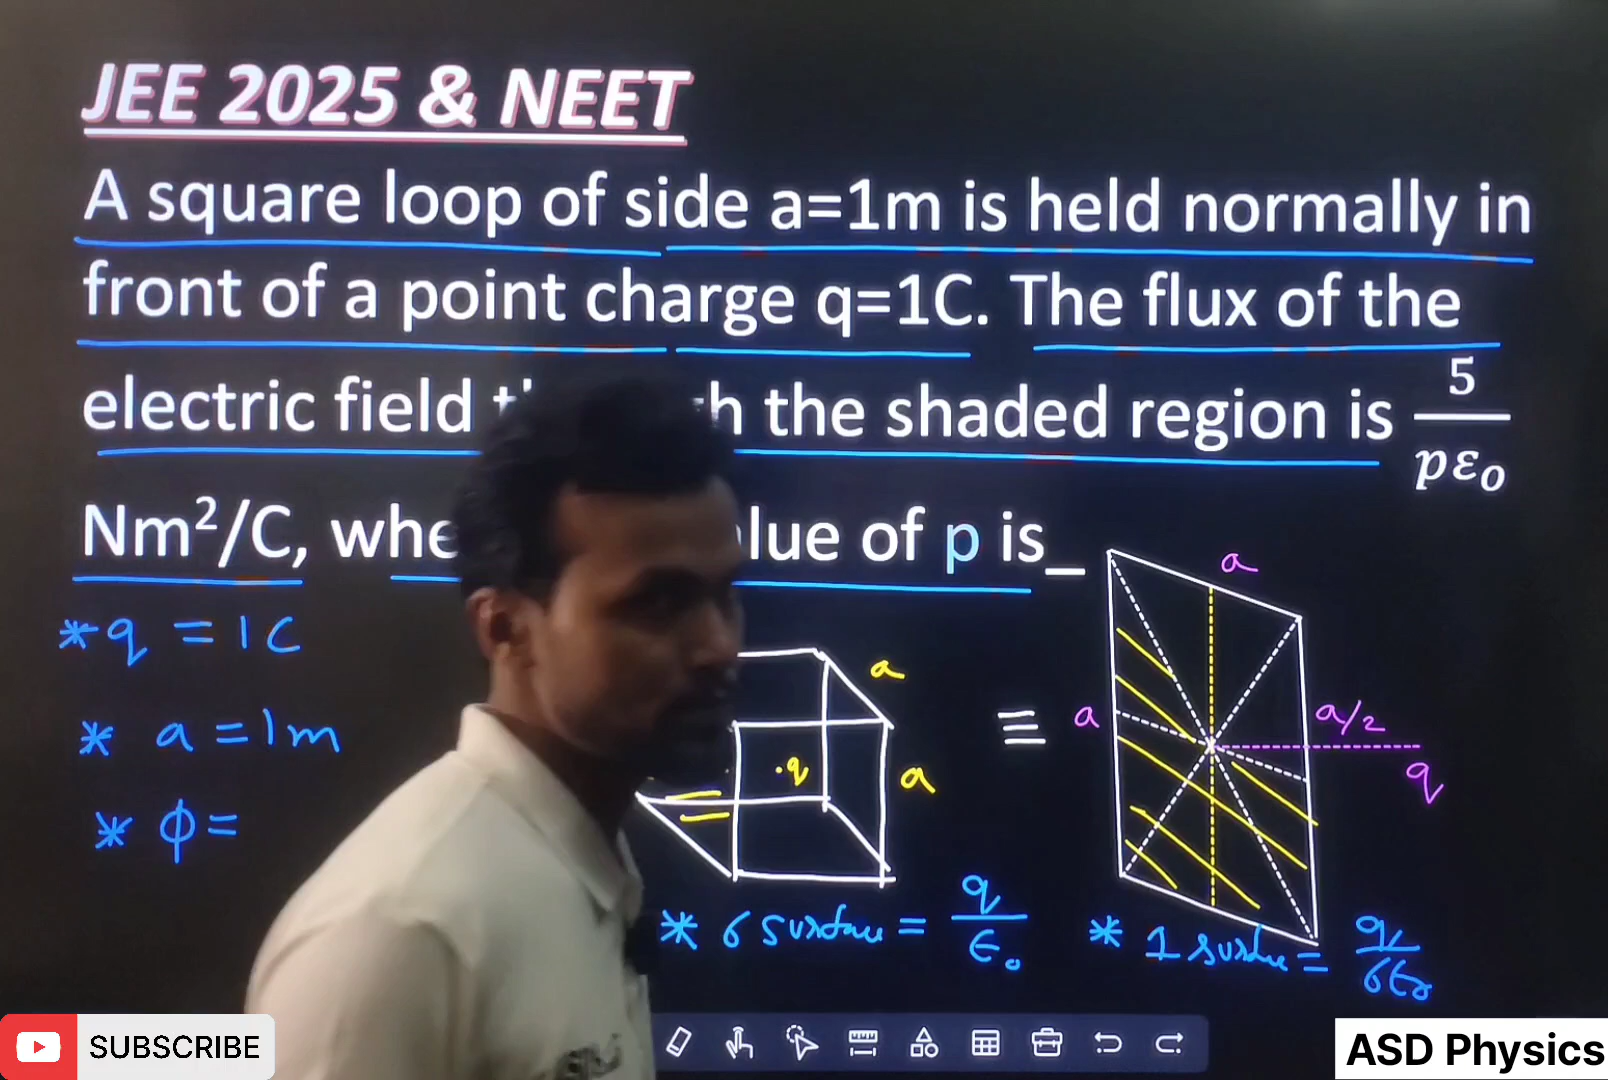 JEE 2025 & NEET
A square loop of side a=1m is held normally in
front of a point charge q=1C. The flux of the
electric field the shaded region is 5/pε₀
Nm²/C, of p is_
*q = 1C
* a = 1m
* ϕ =
a
a
.q
≡
a
a
a/2
q
* 6 surface = q/ε₀
* 1 surface = q/6ε₀
SUBSCRIBE
ASD Physics